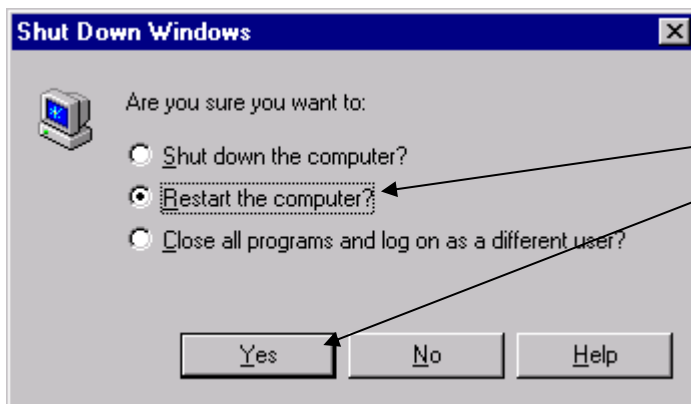 Shut Down Windows
Are you sure you want to:
Shut down the computer?
Restart the computer?
Close all programs and log on as a different user?
Yes No Help